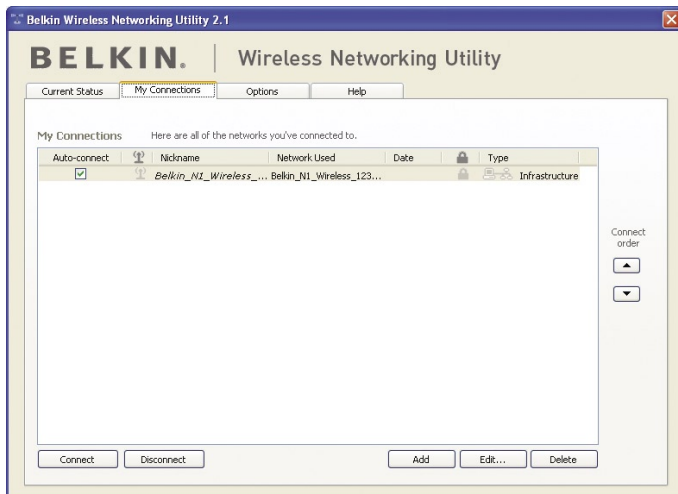 Belkin Wireless Networking Utility 2.1
BELKIN. Wireless Networking Utility
Current Status My Connections Options Help
My Connections Here are all of the networks you've connected to.
Auto-connect Nickname Network Used Date Type
Belkin_N1_Wireless_... Belkin_N1_Wireless_123... Infrastructure
Connect
order
Connect Disconnect Add Edit... Delete